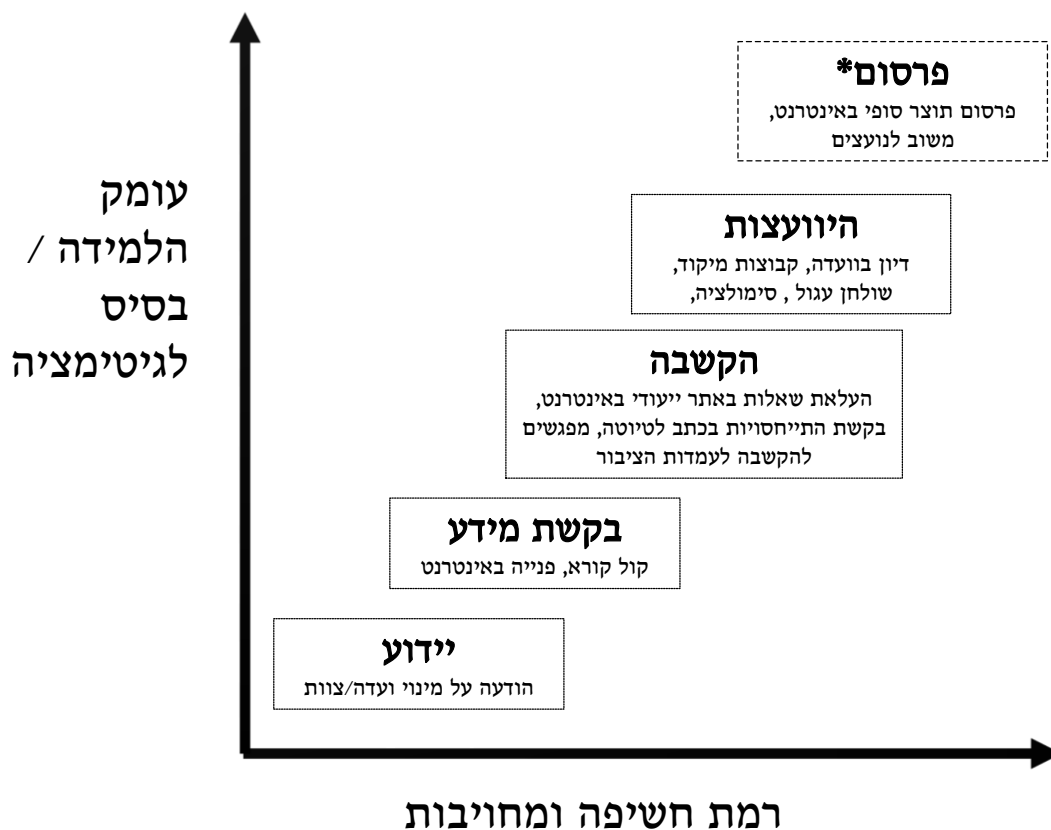 פרסום*
פרסום תוצר סופי באינטרנט,
משוב לנועצים
עומק
הלמידה /
בסיס
לגיטימציה
היוועצות
דיון בוועדה, קבוצות מיקוד,
שולחן עגול , סימולציה,
הקשבה
העלאת שאלות באתר ייעודי באינטרנט,
בקשת התייחסויות בכתב לטיוטה, מפגשים
להקשבה לעמדות הציבור
בקשת מידע
קול קורא, פנייה באינטרנט
יידוע
הודעה על מינוי ועדה/צוות
רמת חשיפה ומחויבות